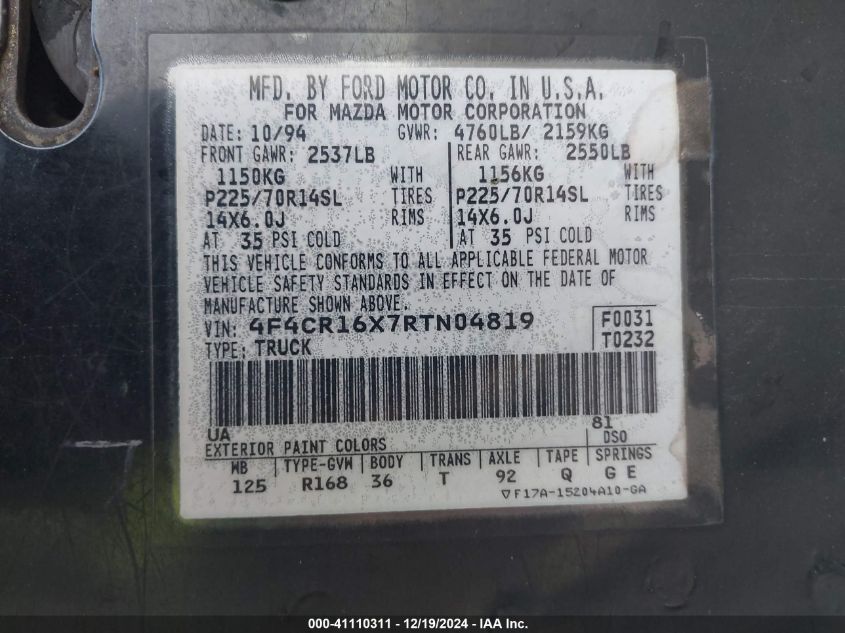 MFD. BY FORD MOTOR CO. IN U.S.A.
FOR MAZDA MOTOR CORPORATION
DATE: 10/94 GVWR: 4760LB/ 2159KG
FRONT GAWR: 2537LB REAR GAWR: 2550LB
1150KG WITH 1156KG WITH
P225/70R14SL TIRES P225/70R14SL TIRES
14X6.0J RIMS 14X6.0J RIMS
AT 35 PSI COLD AT 35 PSI COLD
THIS VEHICLE CONFORMS TO ALL APPLICABLE FEDERAL MOTOR
VEHICLE SAFETY STANDARDS IN EFFECT ON THE DATE OF
MANUFACTURE SHOWN ABOVE.
VIN: 4F4CR16X7RTN04819 F0031
TYPE: TRUCK T0232
UA 81
EXTERIOR PAINT COLORS DSO
WB TYPE-GVW BODY TRANS AXLE TAPE SPRINGS
125 R168 36 T 92 Q G E
▽F17A-15204A10-GA
000-41110311 - 12/19/2024 - IAA Inc.